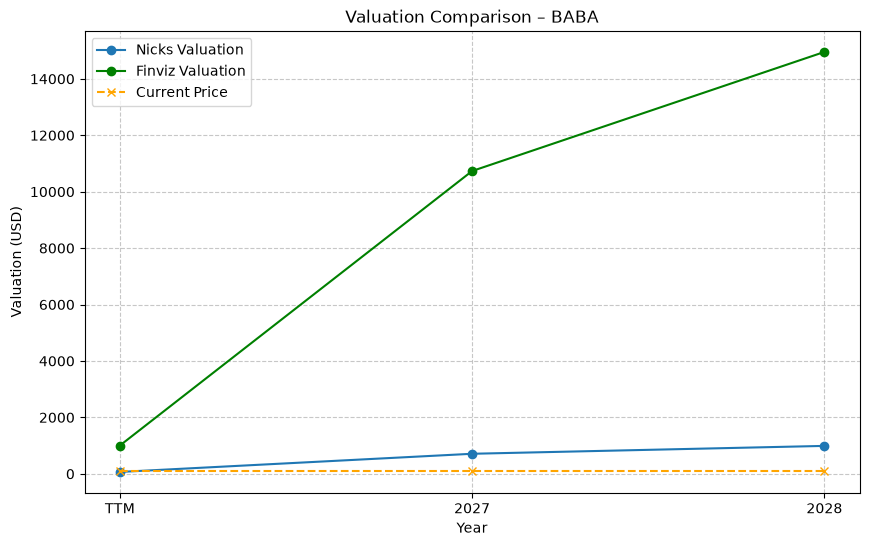 Valuation Comparison – BABA
Nicks Valuation
Finviz Valuation
Current Price
Valuation (USD)
14000
12000
10000
8000
6000
4000
2000
0
TTM 2027 2028
Year